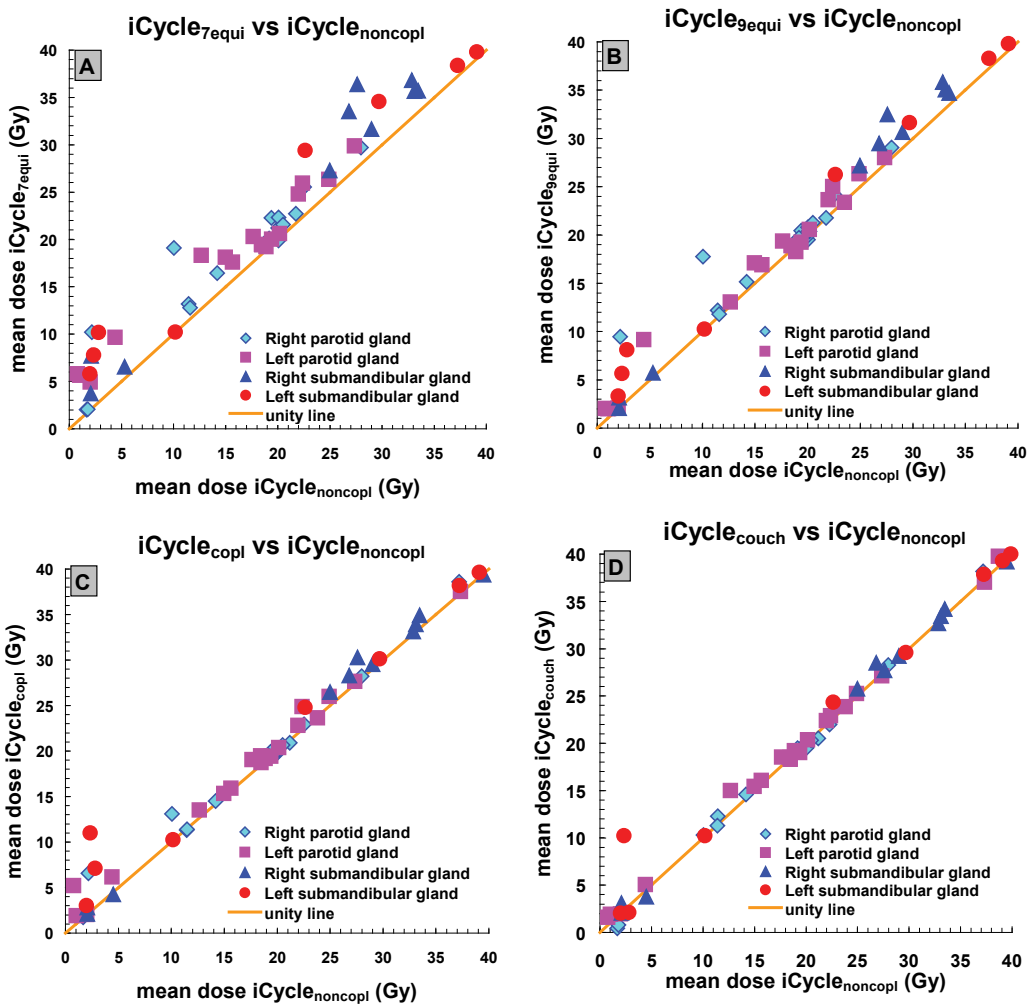 iCycle7equi vs iCyclenoncopl
A
mean dose iCycle7equi (Gy)
40
35
30
25
20
15
10
5
0
Right parotid gland
Left parotid gland
Right submandibular gland
Left submandibular gland
unity line
0 5 10 15 20 25 30 35 40
mean dose iCyclenoncopl (Gy)
iCycle9equi vs iCyclenoncopl
B
mean dose iCycle9equi (Gy)
40
35
30
25
20
15
10
5
0
Right parotid gland
Left parotid gland
Right submandibular gland
Left submandibular gland
unity line
0 5 10 15 20 25 30 35 40
mean dose iCyclenoncopl (Gy)
iCyclecopl vs iCyclenoncopl
C
mean dose iCyclecopl (Gy)
40
35
30
25
20
15
10
5
0
Right parotid gland
Left parotid gland
Right submandibular gland
Left submandibular gland
unity line
0 5 10 15 20 25 30 35 40
mean dose iCyclenoncopl (Gy)
iCyclecouch vs iCyclenoncopl
D
mean dose iCyclecouch (Gy)
40
35
30
25
20
15
10
5
0
Right parotid gland
Left parotid gland
Right submandibular gland
Left submandibular gland
unity line
0 5 10 15 20 25 30 35 40
mean dose iCyclenoncopl (Gy)